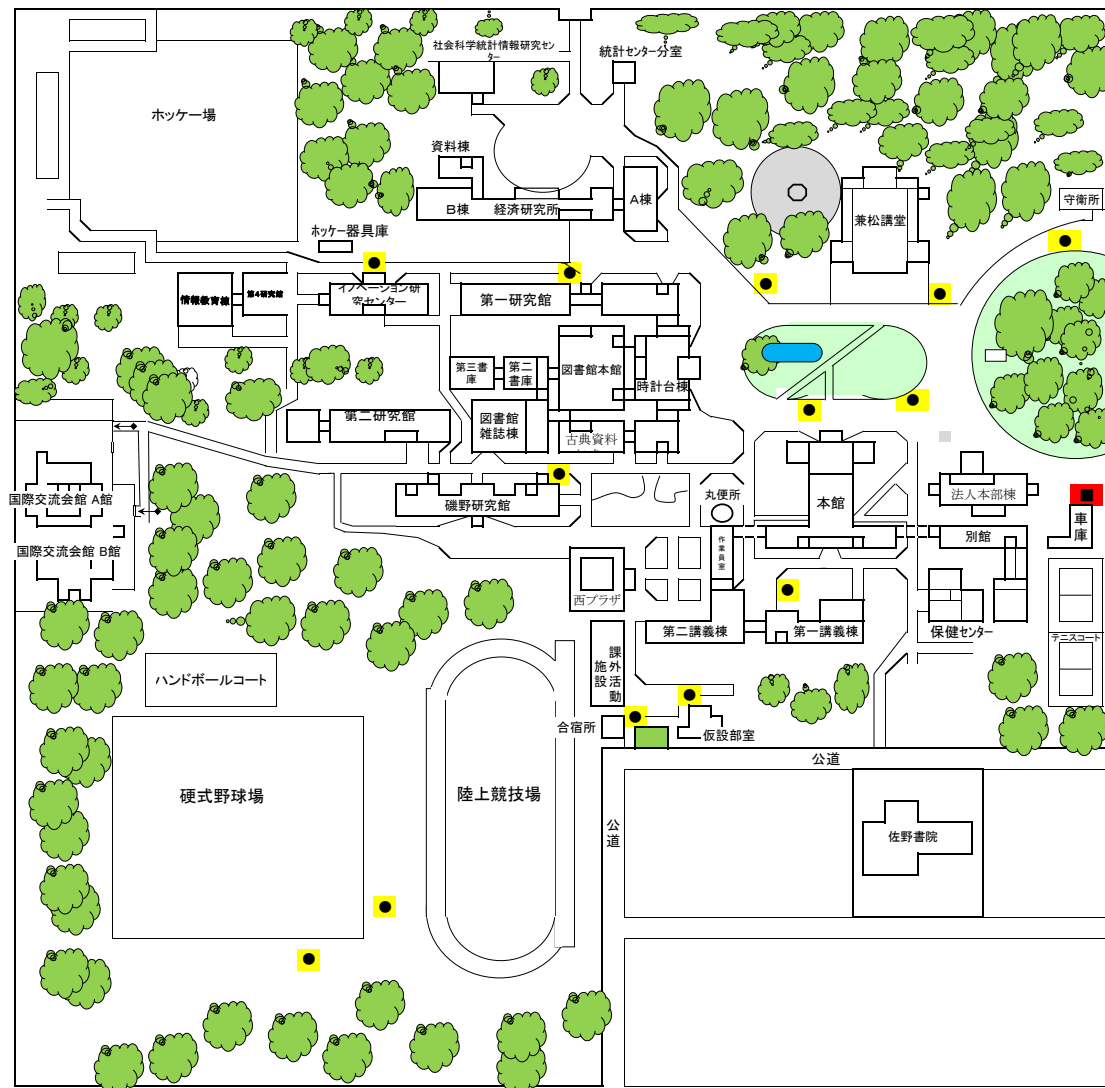 社会科学統計情報研究セン
ター
統計センター分室
ホッケー場
資料棟
B棟
経済研究所
A棟
守衛所
兼松講堂
ホッケー器具庫
情報教育棟
第4研究館
イノベーション研
究センター
第一研究館
第三書
庫
第二
書庫
図書館本館
時計台棟
第二研究館
図書館
雑誌棟
古典資料
国際交流会館 A館
磯野研究館
丸便所
本館
法人本部棟
車
庫
国際交流会館 B館
作
業
員
室
別館
西プラザ
第二講義棟
第一講義棟
保健センター
テニスコート
ハンドボールコート
課
外
活
動
施
設
合宿所
仮設部室
公道
硬式野球場
陸上競技場
公
道
佐野書院